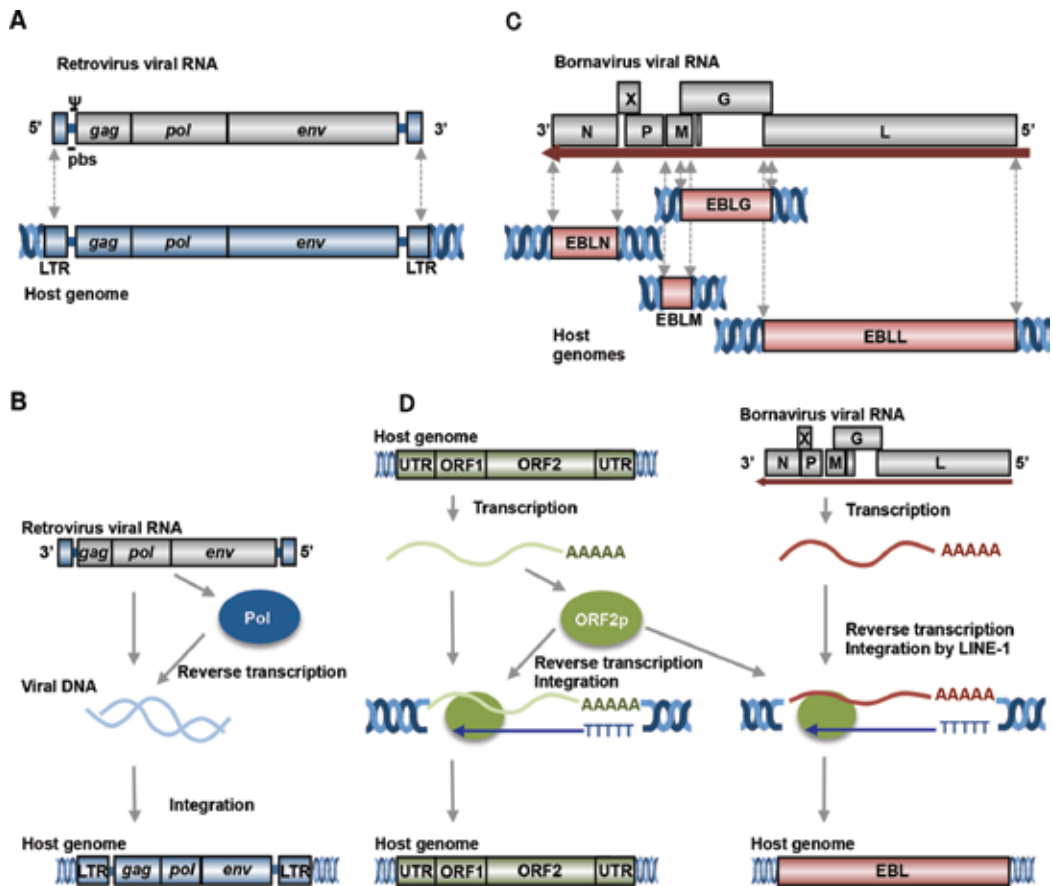 A
Retrovirus viral RNA
Ψ
5’ gag pol env 3’
pbs
gag pol env
LTR LTR
Host genome
C
Bornavirus viral RNA
X G
3’ N P M L 5’
EBLG
EBLN
EBLM
Host
genomes
EBLL
B
Retrovirus viral RNA
3’ gag pol env 5’
Pol
Reverse transcription
Viral DNA
Integration
Host genome
LTR gag pol env LTR
D
Host genome
UTR ORF1 ORF2 UTR
Transcription
AAAAA
ORF2p
Reverse transcription
Integration
AAAAA
TTTTT
Host genome
UTR ORF1 ORF2 UTR
Bornavirus viral RNA
X G
3’ N P M L 5’
Transcription
AAAAA
Reverse transcription
Integration by LINE-1
AAAAA
TTTTT
Host genome
EBL